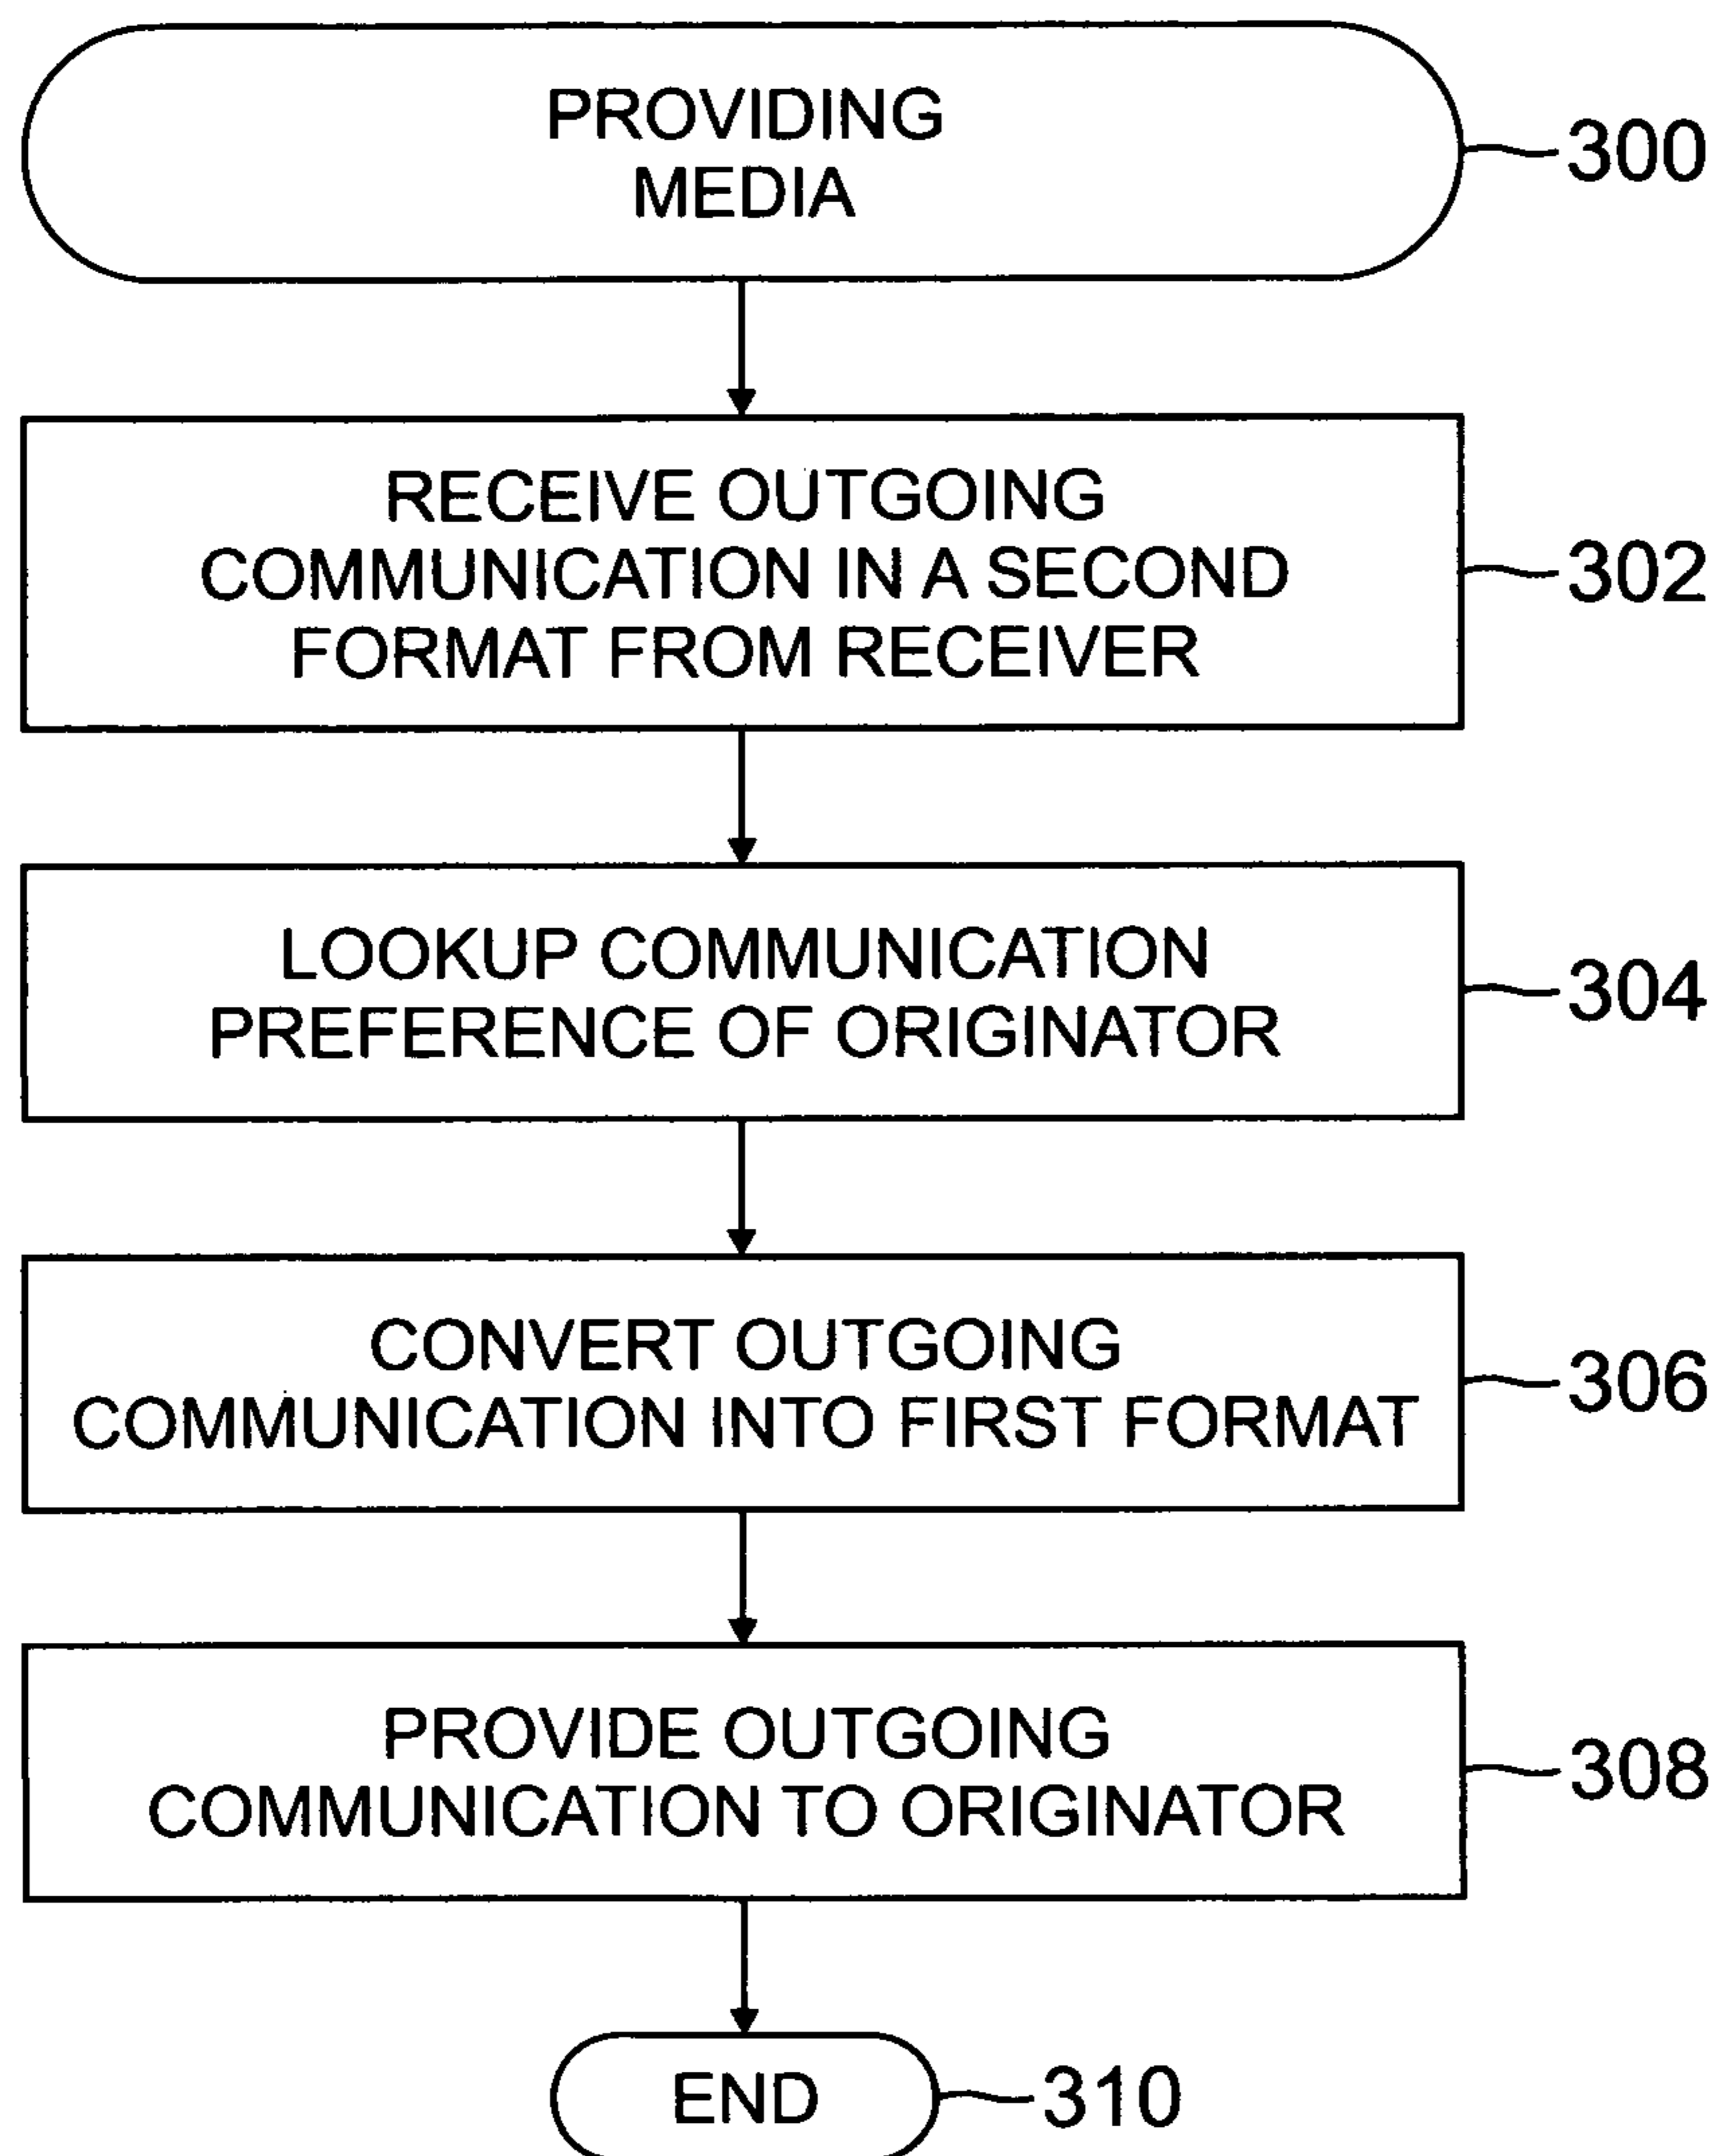 PROVIDING
MEDIA
300
RECEIVE OUTGOING
COMMUNICATION IN A SECOND
FORMAT FROM RECEIVER
302
LOOKUP COMMUNICATION
PREFERENCE OF ORIGINATOR
304
CONVERT OUTGOING
COMMUNICATION INTO FIRST FORMAT
306
PROVIDE OUTGOING
COMMUNICATION TO ORIGINATOR
308
END
310